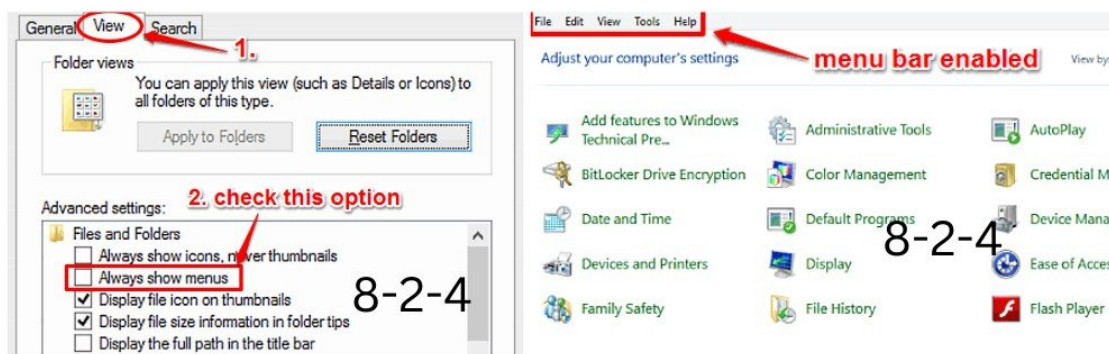 General View Search
1.
Folder views
You can apply this view (such as Details or Icons) to
all folders of this type.
Apply to Folders Reset Folders
2. check this option
Advanced settings:
Files and Folders
Always show icons, never thumbnails
Always show menus
Display file icon on thumbnails
8-2-4
Display file size information in folder tips
Display the full path in the title bar
File Edit View Tools Help
Adjust your computer's settings
menu bar enabled
View by
Add features to Windows
Technical Pre...
Administrative Tools
AutoPlay
BitLocker Drive Encryption
Color Management
Credential M
Date and Time
Default Programs
8-2-4
Device Mana
Devices and Printers
Display
Ease of Acces
Family Safety
File History
Flash Player